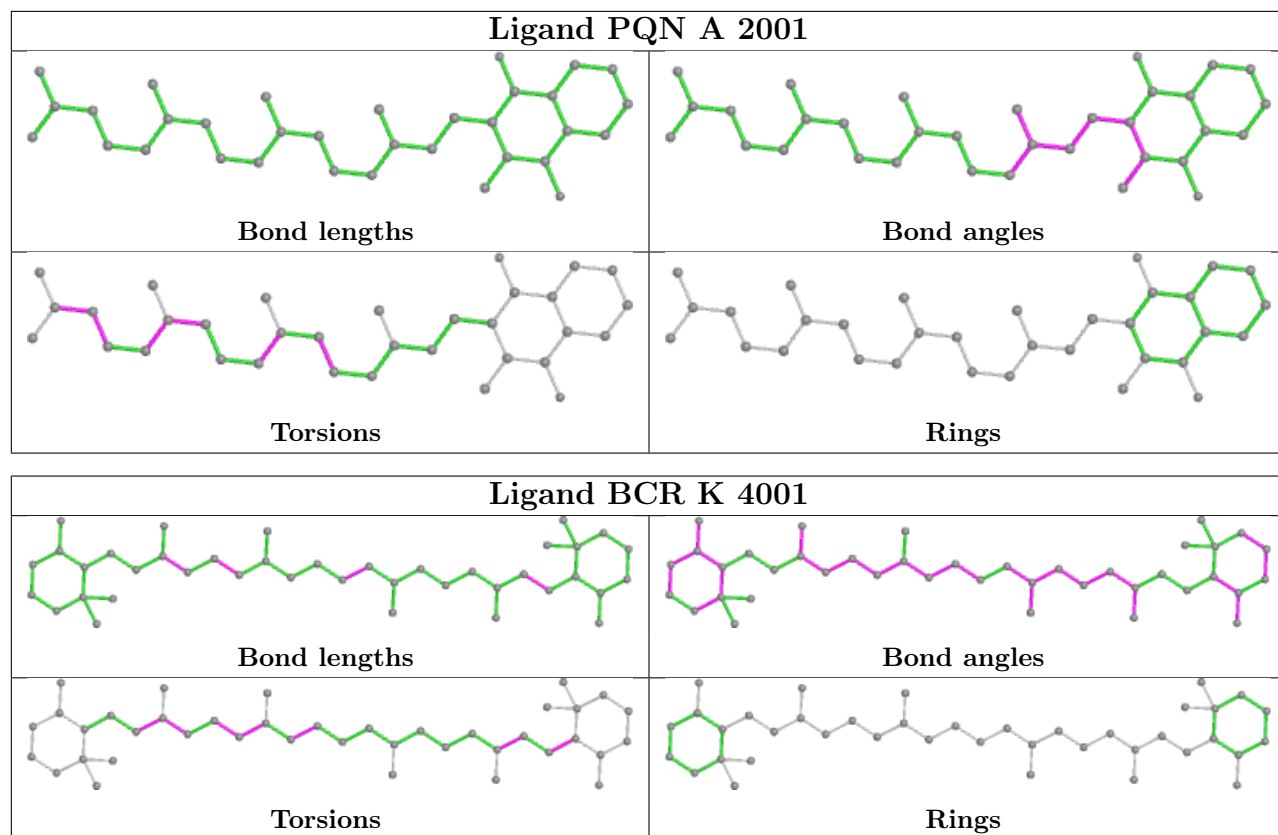 Ligand PQN A 2001
Bond lengths
Bond angles
Torsions
Rings
Ligand BCR K 4001
Bond lengths
Bond angles
Torsions
Rings